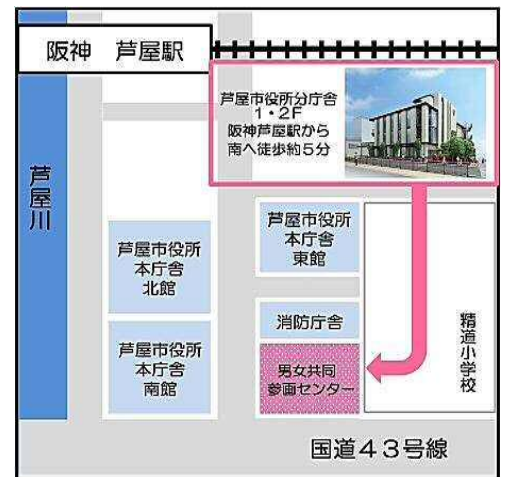 阪神　芦屋駅
芦屋市役所分庁舎
1・2F
阪神芦屋駅から
南へ徒歩約5分
芦屋川
芦屋市役所
本庁舎
北館
芦屋市役所
本庁舎
東館
消防庁舎
芦屋市役所
本庁舎
南館
男女共同
参画センター
精道小学校
国道43号線